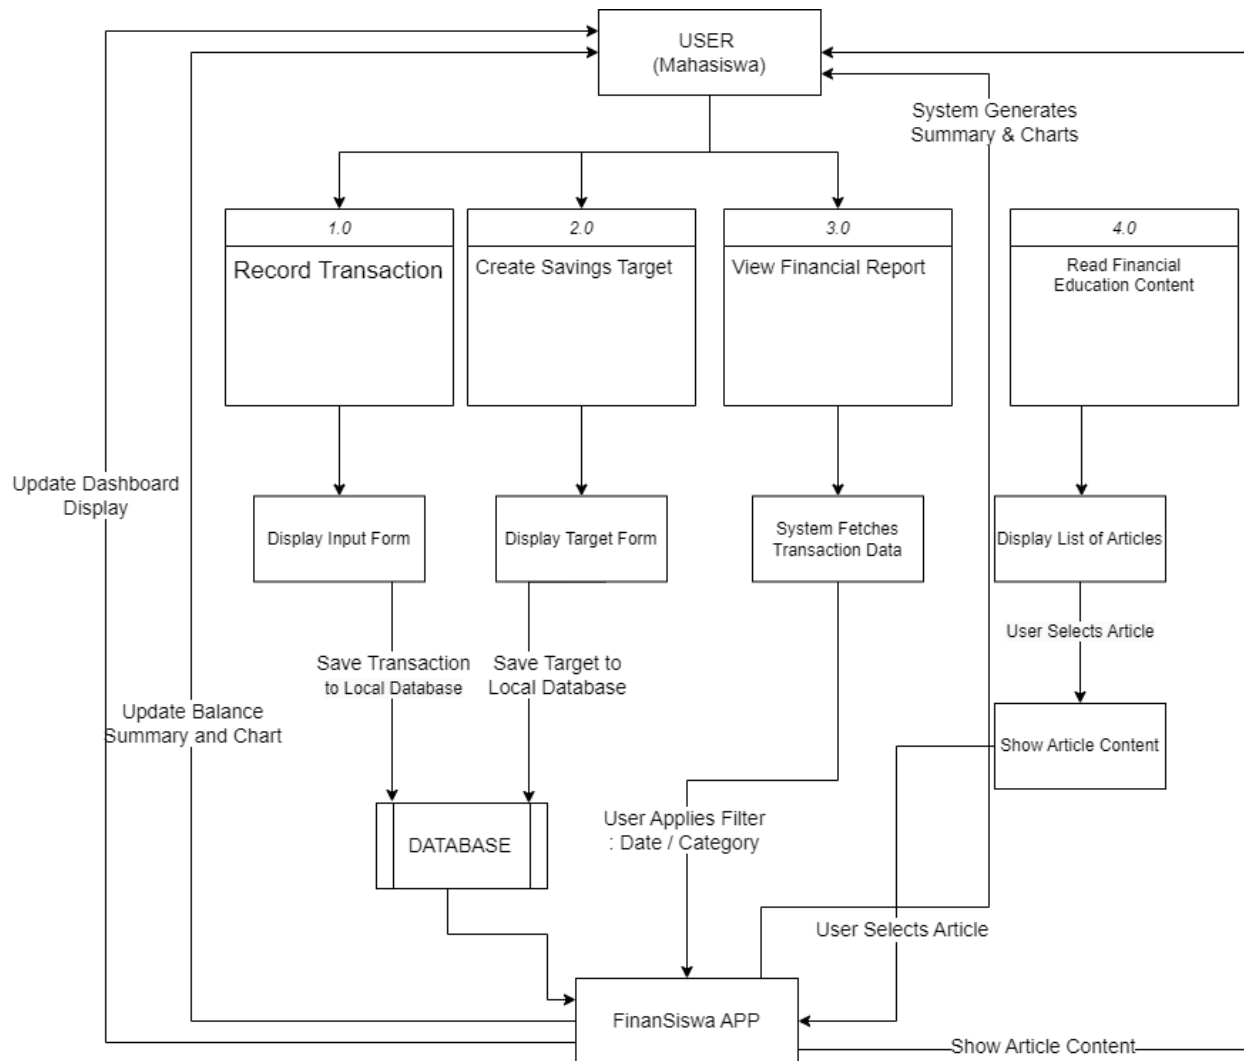 USER
(Mahasiswa)
System Generates
Summary & Charts
1.0
Record Transaction
2.0
Create Savings Target
3.0
View Financial Report
4.0
Read Financial
Education Content
Update Dashboard
Display
Display Input Form
Display Target Form
System Fetches
Transaction Data
Display List of Articles
User Selects Article
Save Transaction
to Local Database
Save Target to
Local Database
Update Balance
Summary and Chart
Show Article Content
User Applies Filter
: Date / Category
DATABASE
User Selects Article
FinanSiswa APP
Show Article Content